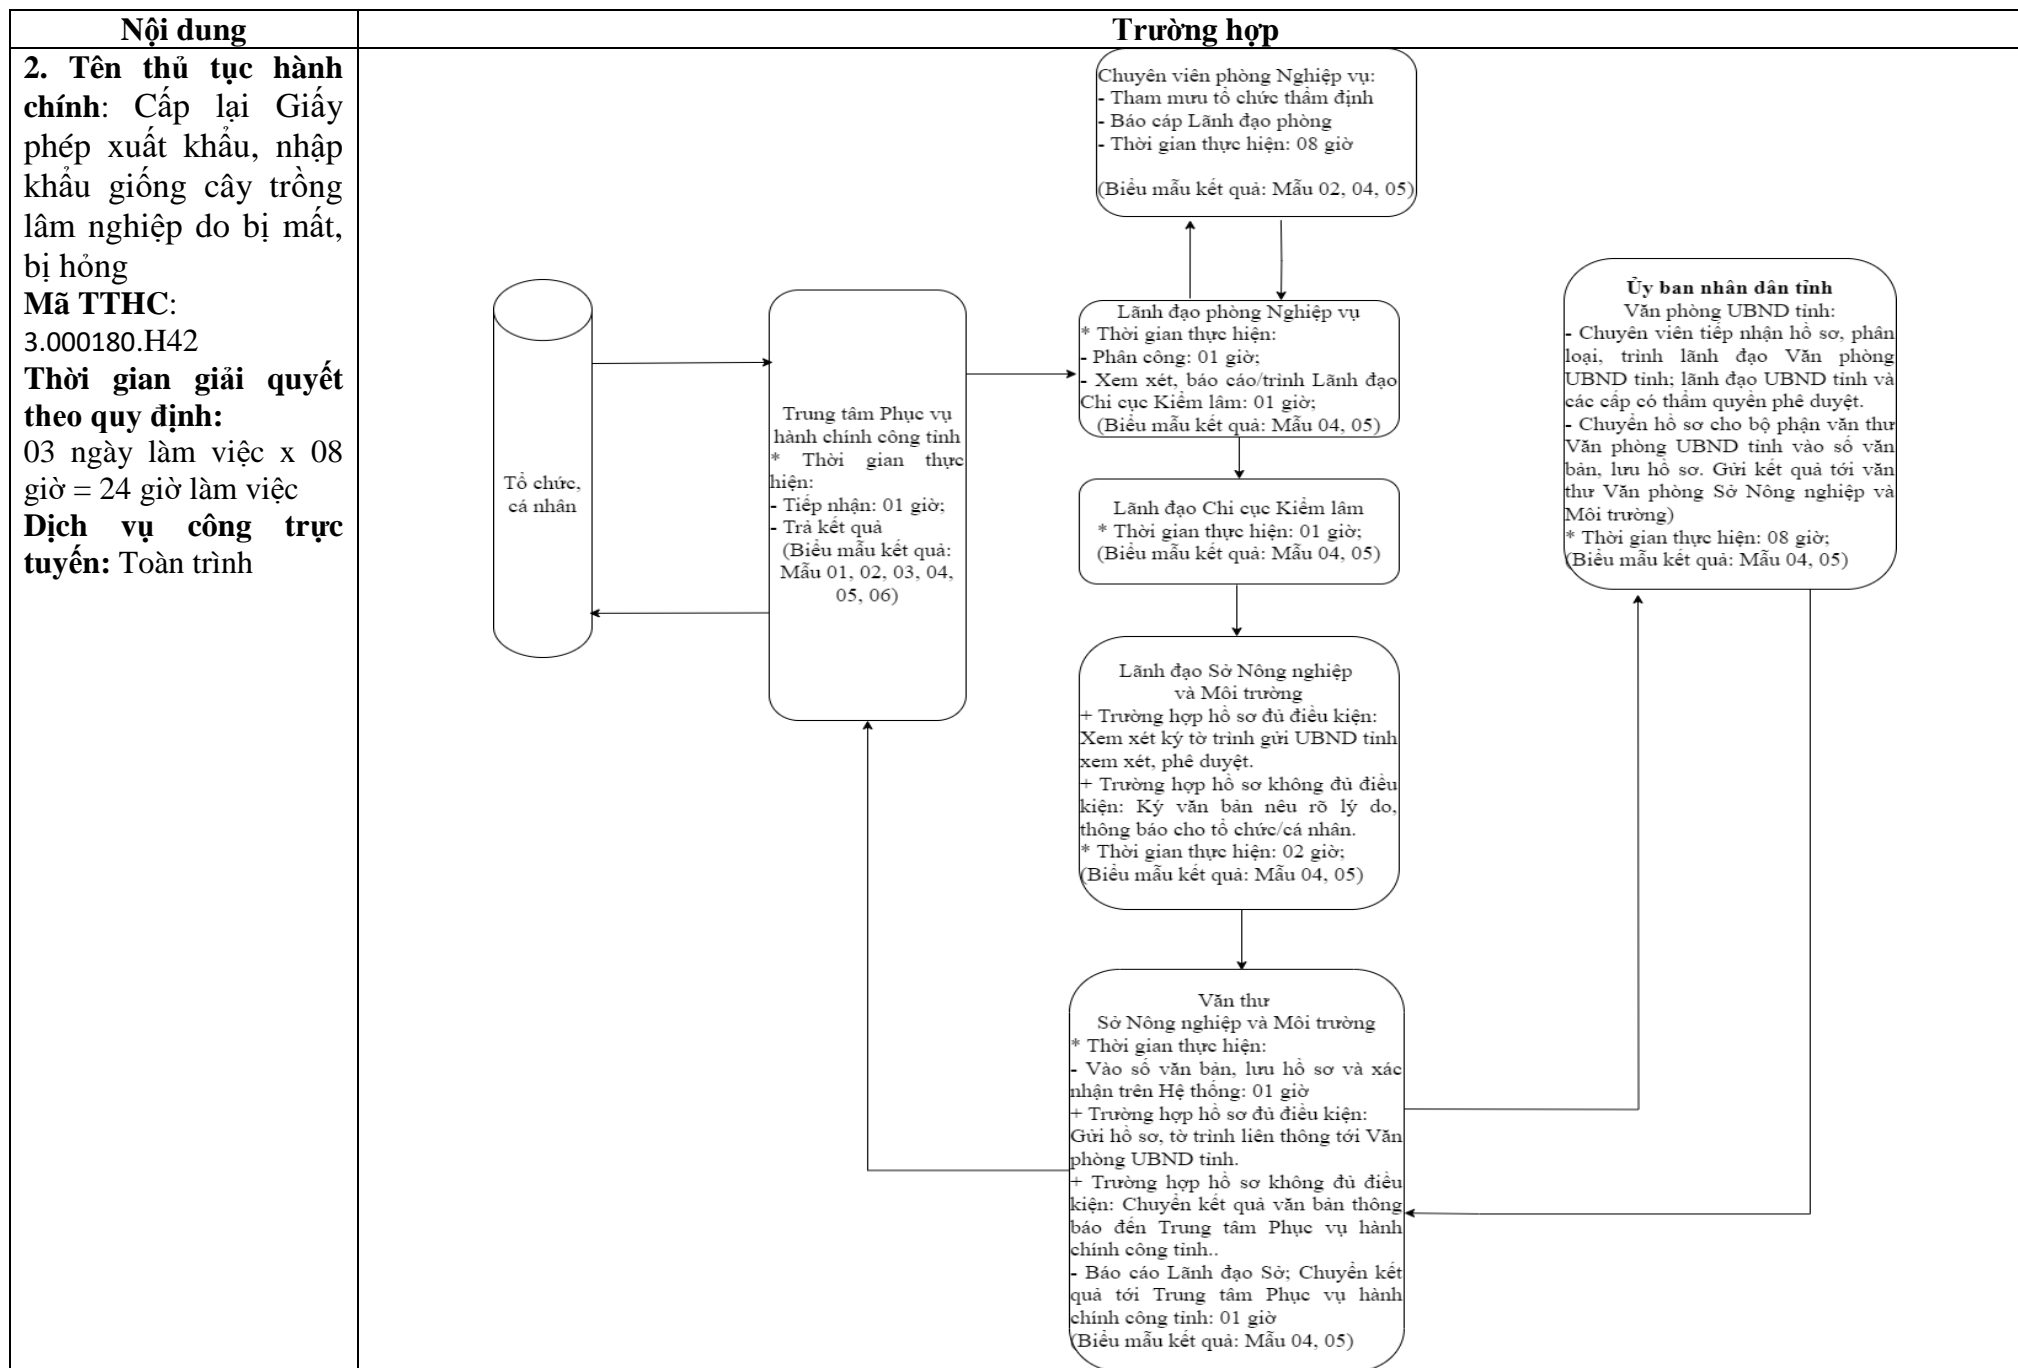 Nội dung
Trường hợp
2. Tên thủ tục hành
chính: Cấp lại Giấy
phép xuất khẩu, nhập
khẩu giống cây trồng
lâm nghiệp do bị mất,
bị hỏng
Mã TTHC:
3.000180.H42
Thời gian giải quyết
theo quy định:
03 ngày làm việc x 08
giờ = 24 giờ làm việc
Dịch vụ công trực
tuyến: Toàn trình
Tổ chức,
cá nhân
Trung tâm Phục vụ
hành chính công tỉnh
* Thời gian thực
hiện:
- Tiếp nhận: 01 giờ;
- Trả kết quả
(Biểu mẫu kết quả:
Mẫu 01, 02, 03, 04,
05, 06)
Chuyên viên phòng Nghiệp vụ:
- Tham mưu tổ chức thẩm định
- Báo cáp Lãnh đạo phòng
- Thời gian thực hiện: 08 giờ
(Biểu mẫu kết quả: Mẫu 02, 04, 05)
Lãnh đạo phòng Nghiệp vụ
* Thời gian thực hiện:
- Phân công: 01 giờ;
- Xem xét, báo cáo/trình Lãnh đạo
Chi cục Kiểm lâm: 01 giờ;
(Biểu mẫu kết quả: Mẫu 04, 05)
Lãnh đạo Chi cục Kiểm lâm
* Thời gian thực hiện: 01 giờ;
(Biểu mẫu kết quả: Mẫu 04, 05)
Lãnh đạo Sở Nông nghiệp
và Môi trường
+ Trường hợp hồ sơ đủ điều kiện:
Xem xét ký tờ trình gửi UBND tỉnh
xem xét, phê duyệt.
+ Trường hợp hồ sơ không đủ điều
kiện: Ký văn bản nêu rõ lý do,
thông báo cho tổ chức/cá nhân.
* Thời gian thực hiện: 02 giờ;
(Biểu mẫu kết quả: Mẫu 04, 05)
Văn thư
Sở Nông nghiệp và Môi trường
* Thời gian thực hiện:
- Vào số văn bản, lưu hồ sơ và xác
nhận trên Hệ thống: 01 giờ
+ Trường hợp hồ sơ đủ điều kiện:
Gửi hồ sơ, tờ trình liên thông tới Văn
phòng UBND tỉnh.
+ Trường hợp hồ sơ không đủ điều
kiện: Chuyển kết quả văn bản thông
báo đến Trung tâm Phục vụ hành
chính công tỉnh..
- Báo cáo Lãnh đạo Sở; Chuyển kết
quả tới Trung tâm Phục vụ hành
chính công tỉnh: 01 giờ
(Biểu mẫu kết quả: Mẫu 04, 05)
Ủy ban nhân dân tỉnh
Văn phòng UBND tỉnh:
- Chuyên viên tiếp nhận hồ sơ, phân
loại, trình lãnh đạo Văn phòng
UBND tỉnh; lãnh đạo UBND tỉnh và
các cấp có thẩm quyền phê duyệt.
- Chuyển hồ sơ cho bộ phận văn thư
Văn phòng UBND tỉnh vào số văn
bản, lưu hồ sơ. Gửi kết quả tới văn
thư Văn phòng Sở Nông nghiệp và
Môi trường)
* Thời gian thực hiện: 08 giờ;
(Biểu mẫu kết quả: Mẫu 04, 05)